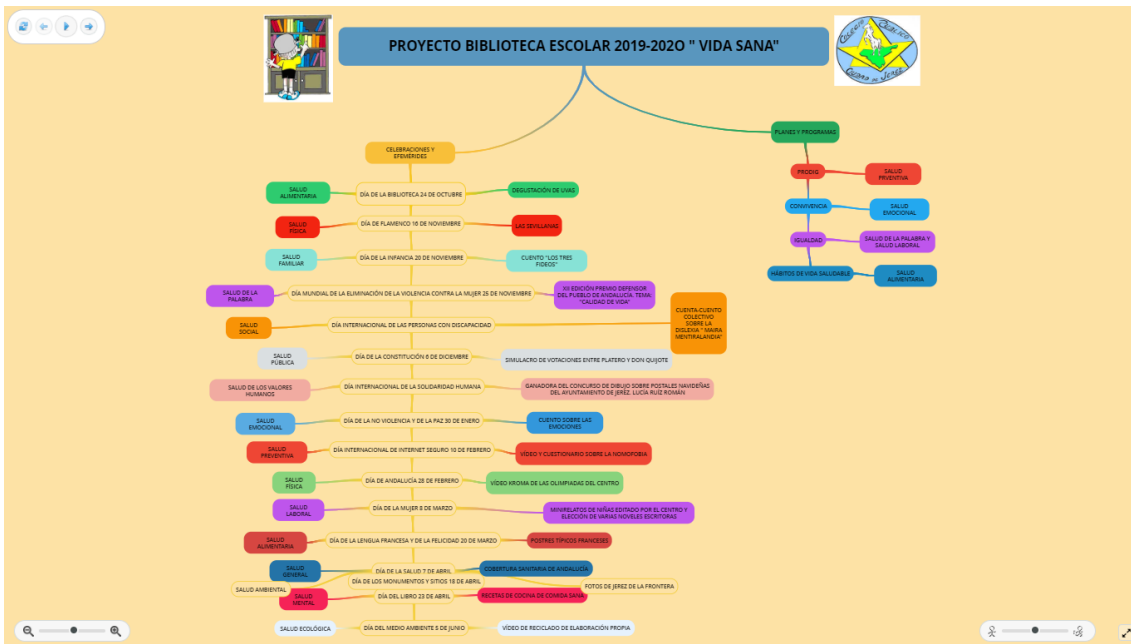 PROYECTO BIBLIOTECA ESCOLAR 2019-202O " VIDA SANA"
PLANES Y PROGRAMAS
PRODIG
SALUD
PRVENTIVA
CONVIVENCIA
SALUD
EMOCIONAL
IGUALDAD
SALUD DE LA PALABRA Y
SALUD LABORAL
HÁBITOS DE VIDA SALUDABLE
SALUD
ALIMENTARIA
CELEBRACIONES Y
EFEMÉRIDES
SALUD
ALIMENTARIA
DÍA DE LA BIBLIOTECA 24 DE OCTUBRE
DEGUSTACIÓN DE UVAS
SALUD
FÍSICA
DÍA DE FLAMENCO 16 DE NOVIEMBRE
LAS SEVILLANAS
SALUD
FAMILIAR
DÍA DE LA INFANCIA 20 DE NOVIEMBRE
CUENTO "LOS TRES
FIDEOS"
SALUD DE LA
PALABRA
DÍA MUNDIAL DE LA ELIMINACIÓN DE LA VIOLENCIA CONTRA LA MUJER 25 DE NOVIEMBRE
XII EDICIÓN PREMIO DEFENSOR
DEL PUEBLO DE ANDALUCÍA. TEMA:
"CALIDAD DE VIDA"
SALUD
SOCIAL
DÍA INTERNACIONAL DE LAS PERSONAS CON DISCAPACIDAD
CUENTA-CUENTO
COLECTIVO
SOBRE LA
DISLEXIA " MAIRA
MENTIRALANDIA"
SALUD
PÚBLICA
DÍA DE LA CONSTITUCIÓN 6 DE DICIEMBRE
SIMULACRO DE VOTACIONES ENTRE PLATERO Y DON QUIJOTE
SALUD DE LOS VALORES
HUMANOS
DÍA INTERNACIONAL DE LA SOLIDARIDAD HUMANA
GANADORA DEL CONCURSO DE DIBUJO SOBRE POSTALES NAVIDEÑAS
DEL AYUNTAMIENTO DE JERÉZ. LUCÍA RUÍZ ROMÁN
SALUD
EMOCIONAL
DÍA DE LA NO VIOLENCIA Y DE LA PAZ 30 DE ENERO
CUENTO SOBRE LAS
EMOCIONES
SALUD
PREVENTIVA
DÍA INTERNACIONAL DE INTERNET SEGURO 10 DE FEBRERO
VÍDEO Y CUESTIONARIO SOBRE LA NOMOFOBIA
SALUD
FÍSICA
DÍA DE ANDALUCÍA 28 DE FEBRERO
VÍDEO KROMA DE LAS OLIMPIADAS DEL CENTRO
SALUD
LABORAL
DÍA DE LA MUJER 8 DE MARZO
MINIRELATOS DE NIÑAS EDITADO POR EL CENTRO Y
ELECCIÓN DE VARIAS NOVELES ESCRITORAS
SALUD
ALIMENTARIA
DÍA DE LA LENGUA FRANCESA Y DE LA FELICIDAD 20 DE MARZO
POSTRES TÍPICOS FRANCESES
SALUD
GENERAL
DÍA DE LA SALUD 7 DE ABRIL
COBERTURA SANITARIA DE ANDALUCÍA
SALUD AMBIENTAL
DÍA DE LOS MONUMENTOS Y SITIOS 18 DE ABRIL
FOTOS DE JEREZ DE LA FRONTERA
SALUD
MENTAL
DÍA DEL LIBRO 23 DE ABRIL
RECETAS DE COCINA DE COMIDA SANA
SALUD ECOLÓGICA
DÍA DEL MEDIO AMBIENTE 5 DE JUNIO
VÍDEO DE RECICLADO DE ELABORACIÓN PROPIA